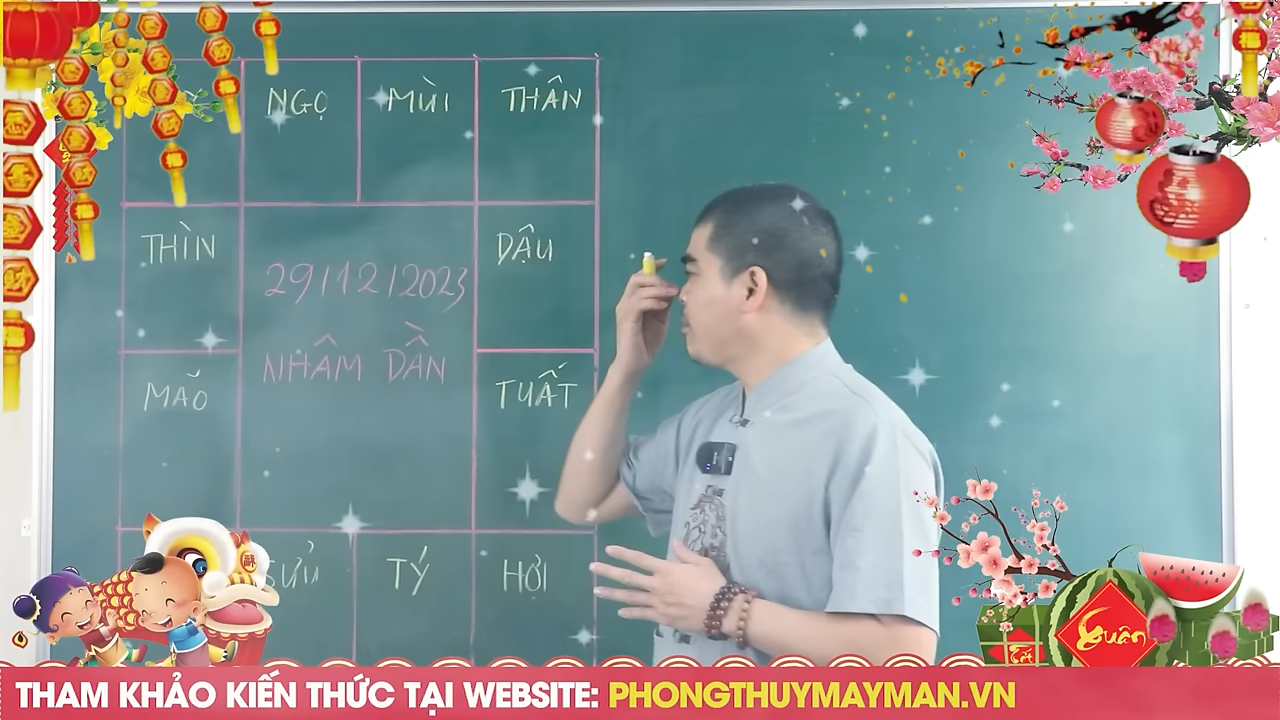 NGỌ
MÙI
THÂN
THÌN
DẬU
29/12/2023
NHÂM DẦN
MÃO
TUẤT
SỬU
TÝ
HỢI
Xuân
Tết
THAM KHẢO KIẾN THỨC TẠI WEBSITE: PHONGTHUYMAYMAN.VN